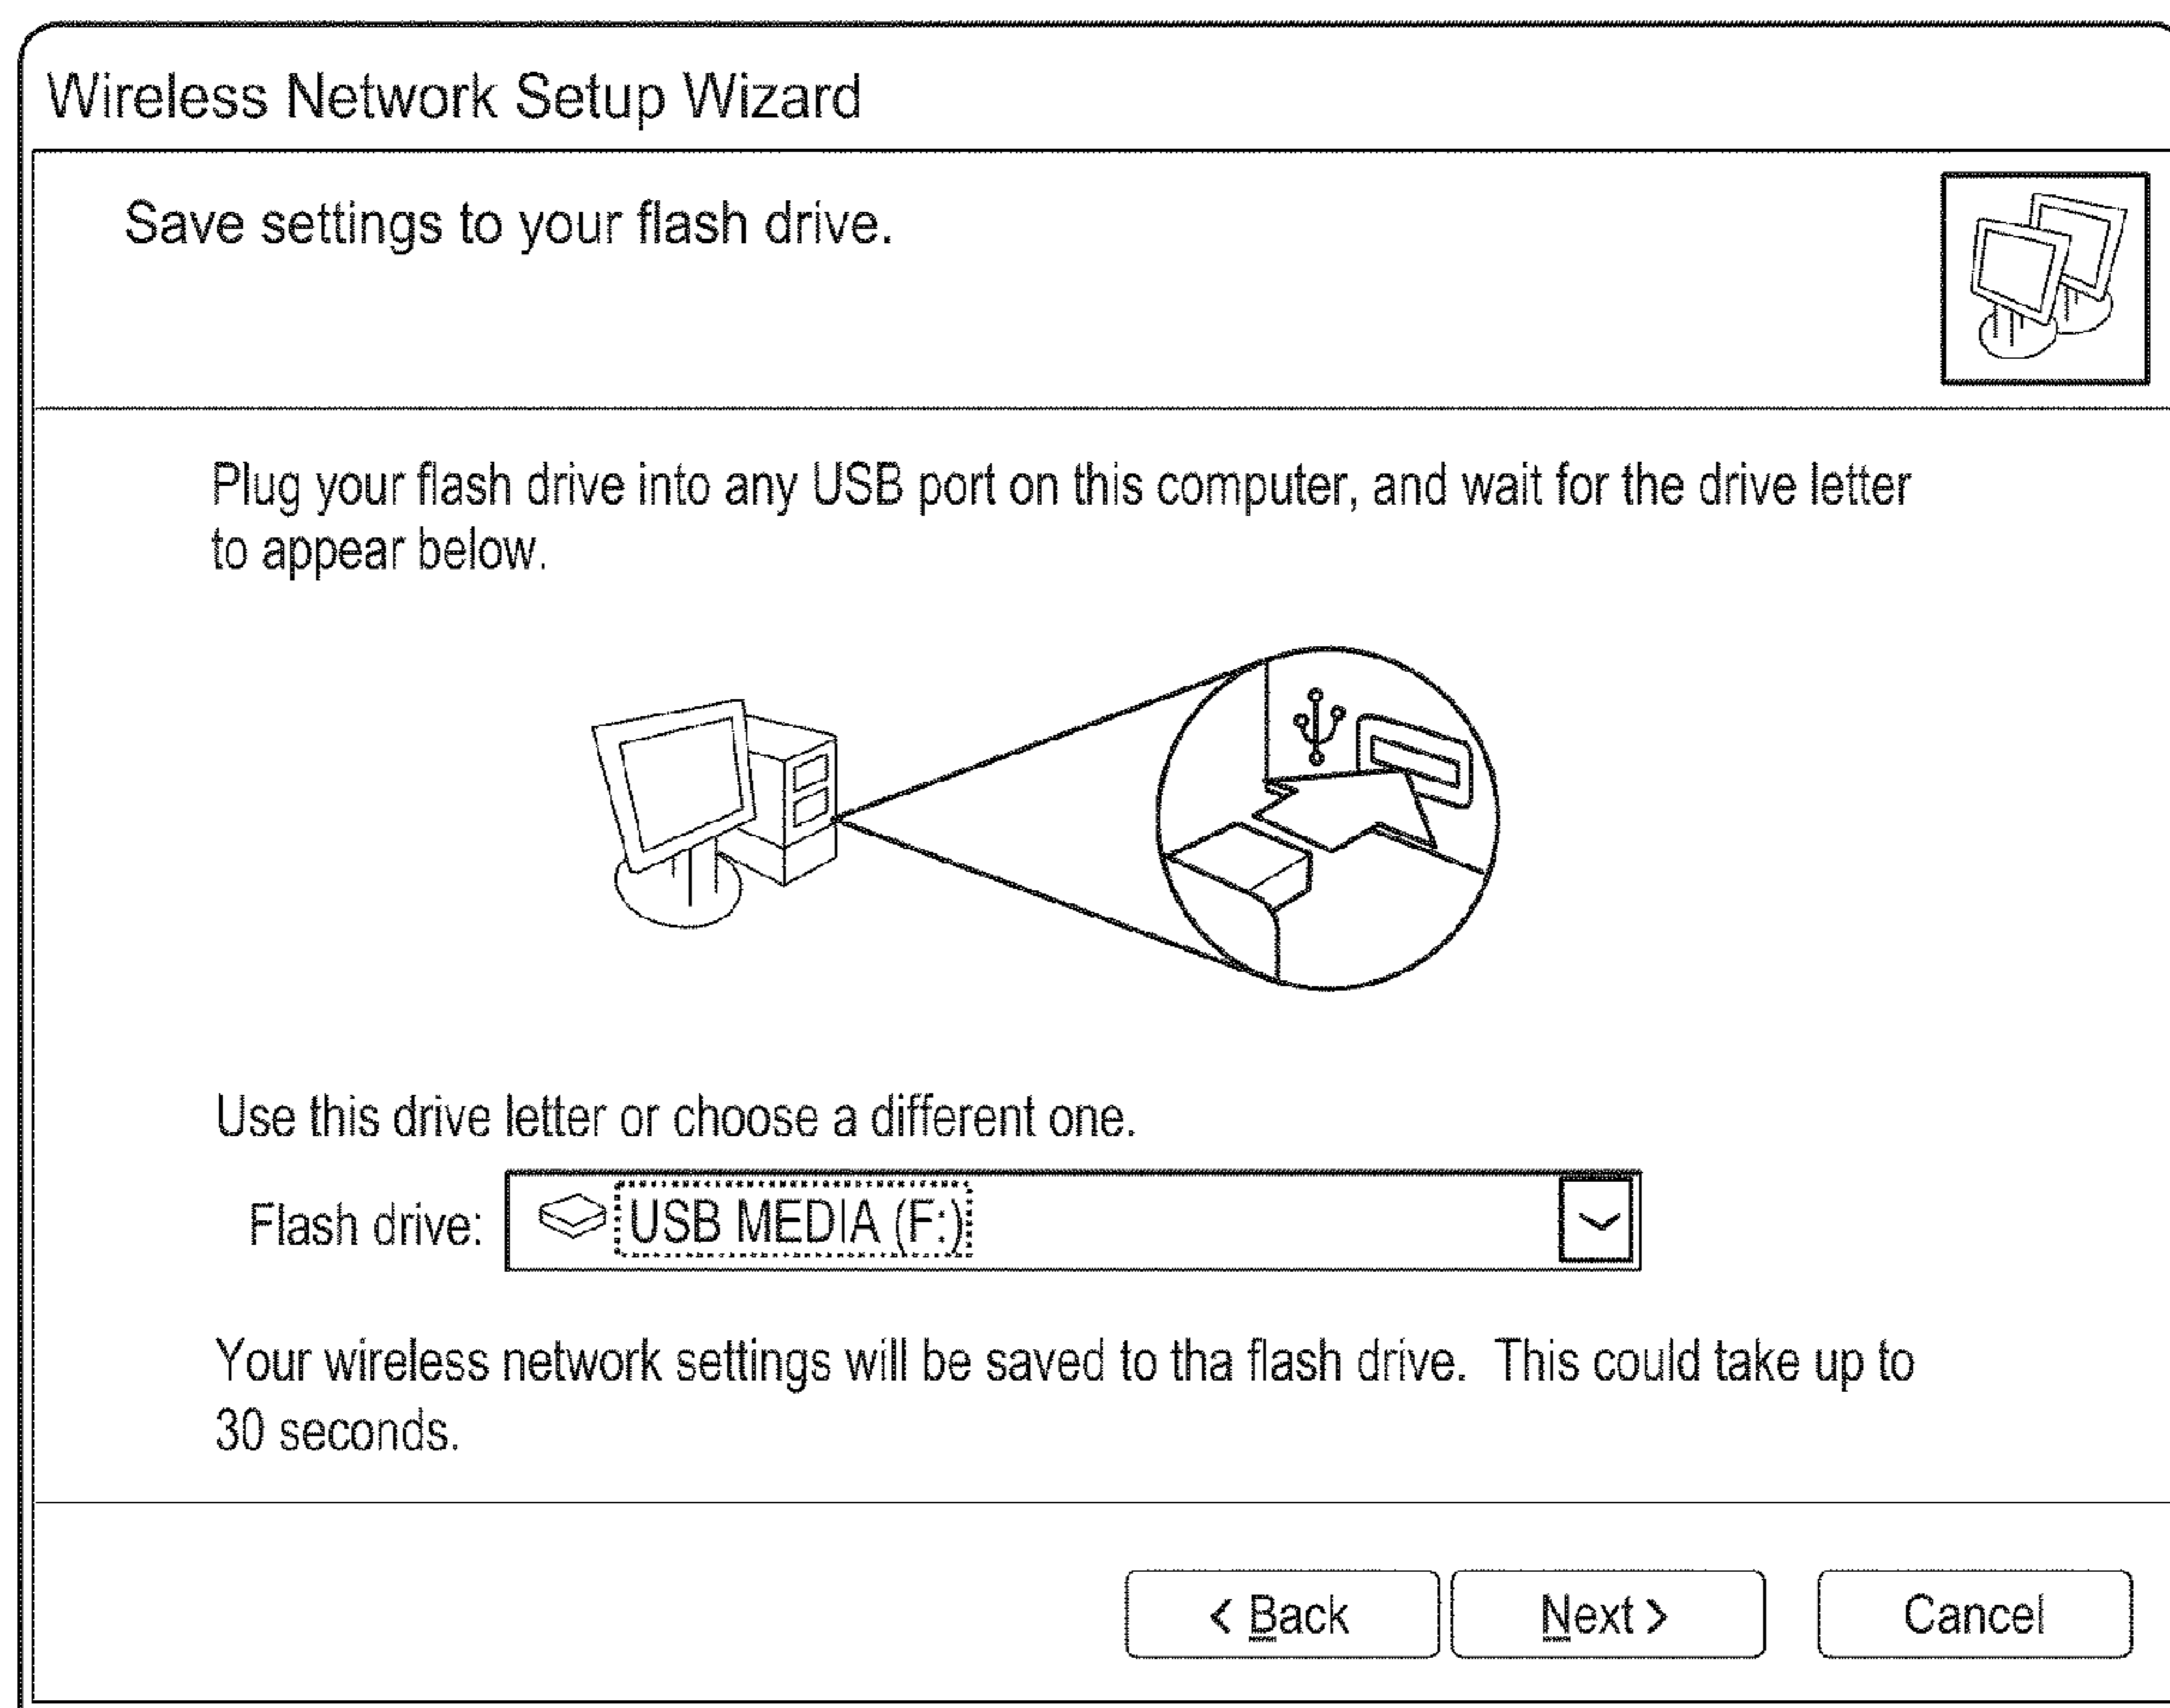 Wireless Network Setup Wizard
Save settings to your flash drive.
Plug your flash drive into any USB port on this computer, and wait for the drive letter
to appear below.
Use this drive letter or choose a different one.
Flash drive: USB MEDIA (F:)
Your wireless network settings will be saved to tha flash drive. This could take up to
30 seconds.
< Back Next > Cancel